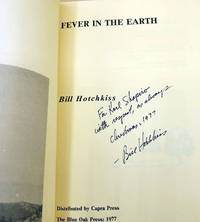 FEVER IN THE EARTH
Bill Hotchkiss
For Karl Shapiro
with respect, as always
Christmas, 1977
- Bill Hotchkiss
Distributed by Capra Press
The Blue Oak Press: 1977